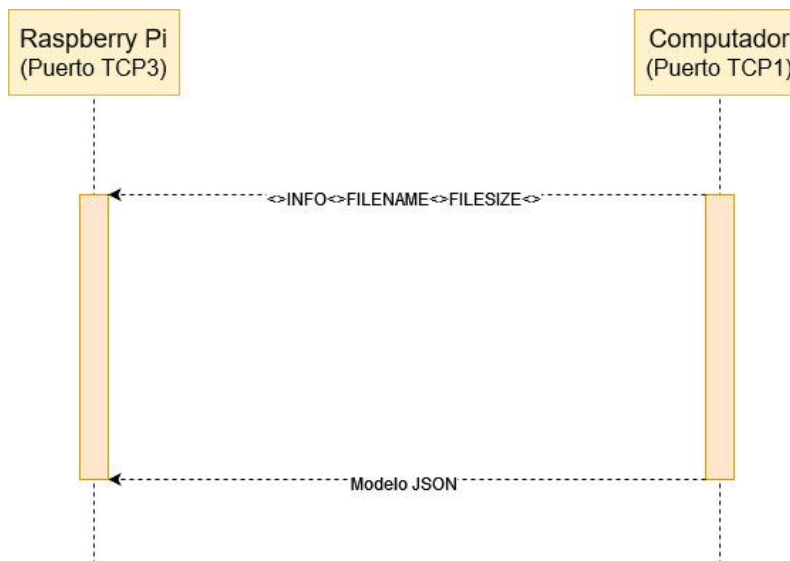 Raspberry Pi
(Puerto TCP3)
Computador
(Puerto TCP1)
<>INFO<>FILENAME<>FILESIZE<>
Modelo JSON